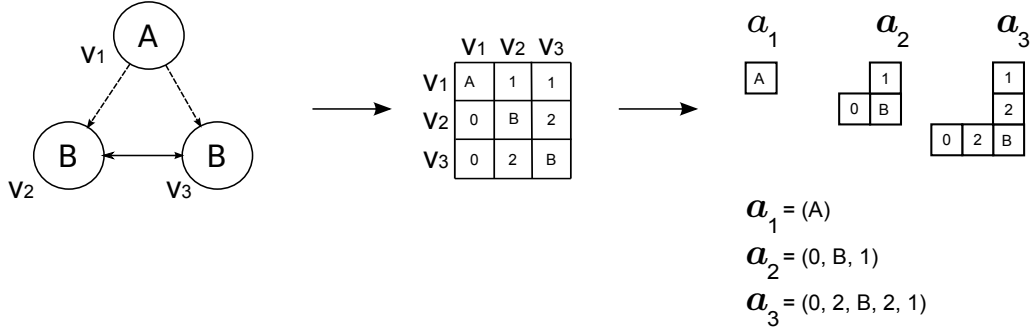 A
V1
B
B
V2
V3
V1 V2 V3
V1 A 1 1
V2 0 B 2
V3 0 2 B
a1 a2 a3
A
1
0 B
1
2
0 2 B
a1 = (A)
a2 = (0, B, 1)
a3 = (0, 2, B, 2, 1)